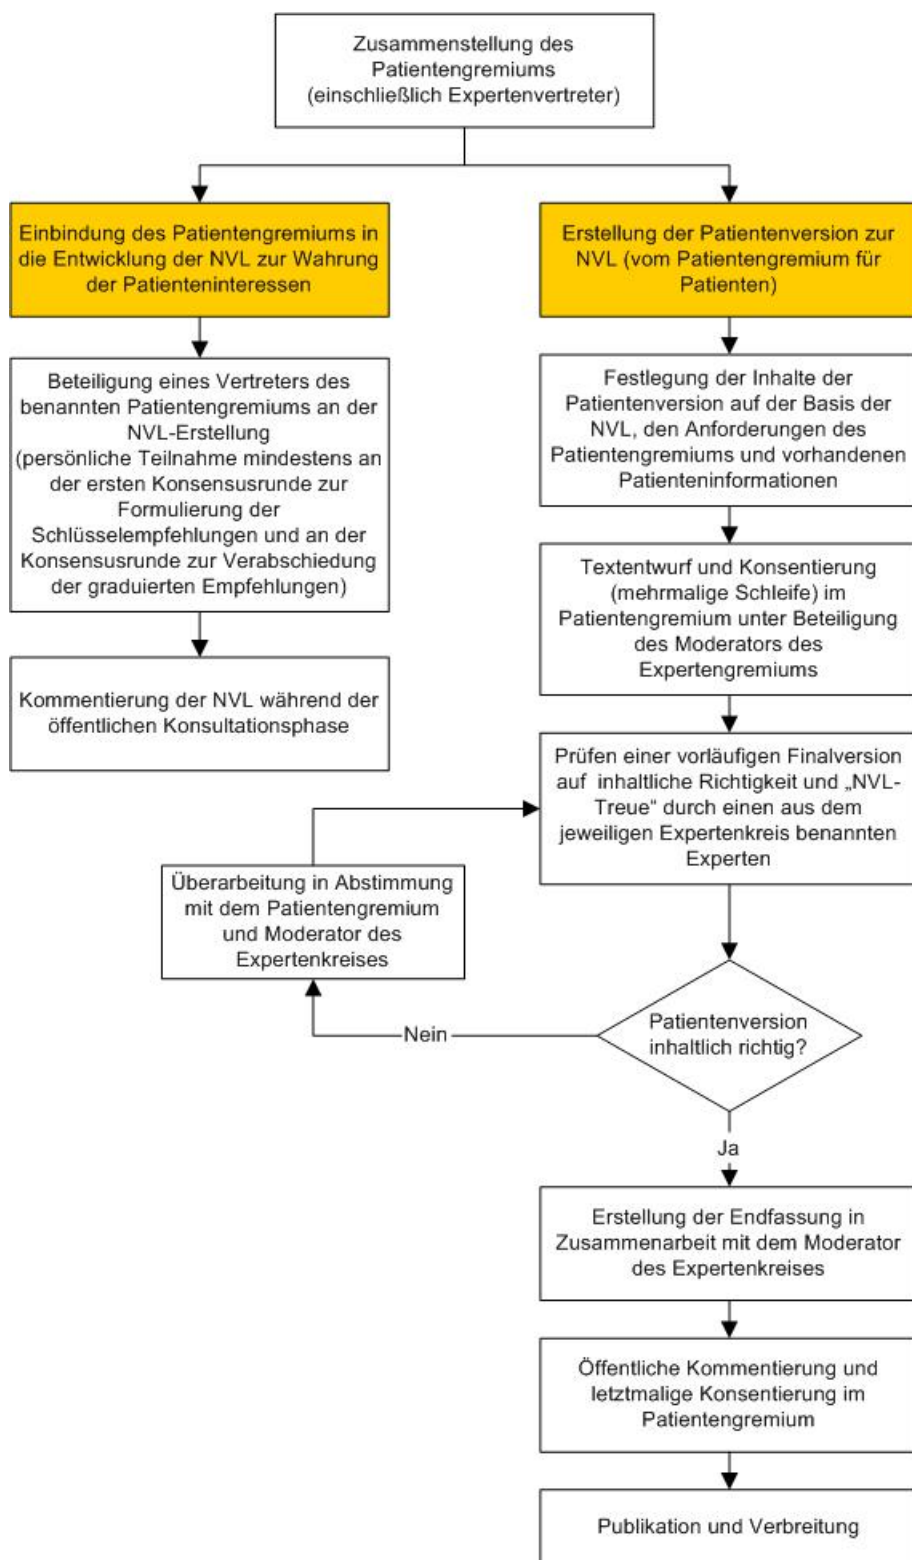 Zusammenstellung des
Patientengremiums
(einschließlich Expertenvertreter)
Einbindung des Patientengremiums in
die Entwicklung der NVL zur Wahrung
der Patienteninteressen
Beteiligung eines Vertreters des
benannten Patientengremiums an der
NVL-Erstellung
(persönliche Teilnahme mindestens an
der ersten Konsensusrunde zur
Formulierung der
Schlüsselempfehlungen und an der
Konsensusrunde zur Verabschiedung
der graduierten Empfehlungen)
Kommentierung der NVL während der
öffentlichen Konsultationsphase
Erstellung der Patientenversion zur
NVL (vom Patientengremium für
Patienten)
Festlegung der Inhalte der
Patientenversion auf der Basis der
NVL, den Anforderungen des
Patientengremiums und vorhandenen
Patienteninformationen
Textentwurf und Konsentierung
(mehrmalige Schleife) im
Patientengremium unter Beteiligung
des Moderators des
Expertengremiums
Prüfen einer vorläufigen Finalversion
auf inhaltliche Richtigkeit und „NVL-
Treue“ durch einen aus dem
jeweiligen Expertenkreis benannten
Experten
Überarbeitung in Abstimmung
mit dem Patientengremium
und Moderator des
Expertenkreises
Patientenversion
inhaltlich richtig?
Nein
Ja
Erstellung der Endfassung in
Zusammenarbeit mit dem Moderator
des Expertenkreises
Öffentliche Kommentierung und
letztmalige Konsentierung im
Patientengremium
Publikation und Verbreitung